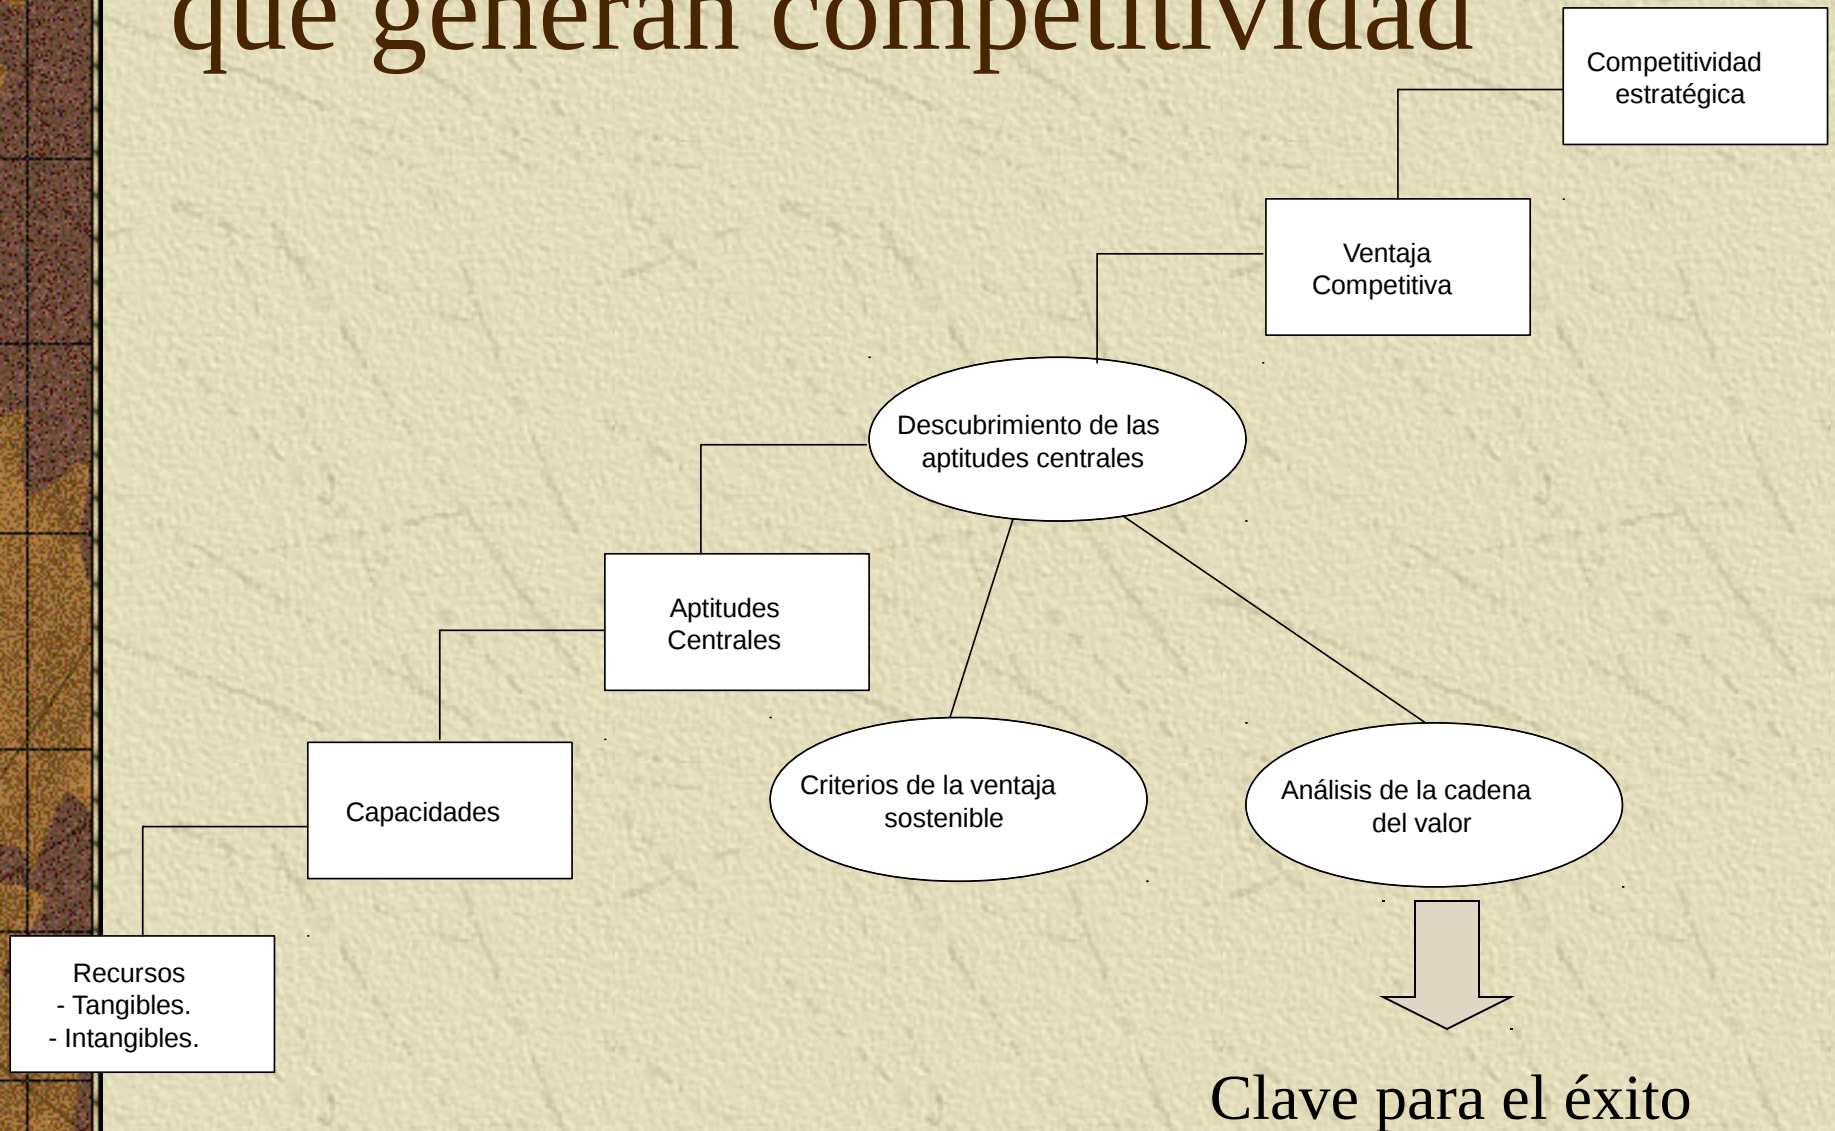 que generan competitividad
Competitividad
estratégica
Ventaja
Competitiva
Descubrimiento de las
aptitudes centrales
Aptitudes
Centrales
Criterios de la ventaja
sostenible
Análisis de la cadena
del valor
Capacidades
Recursos
- Tangibles.
- Intangibles.
Clave para el éxito